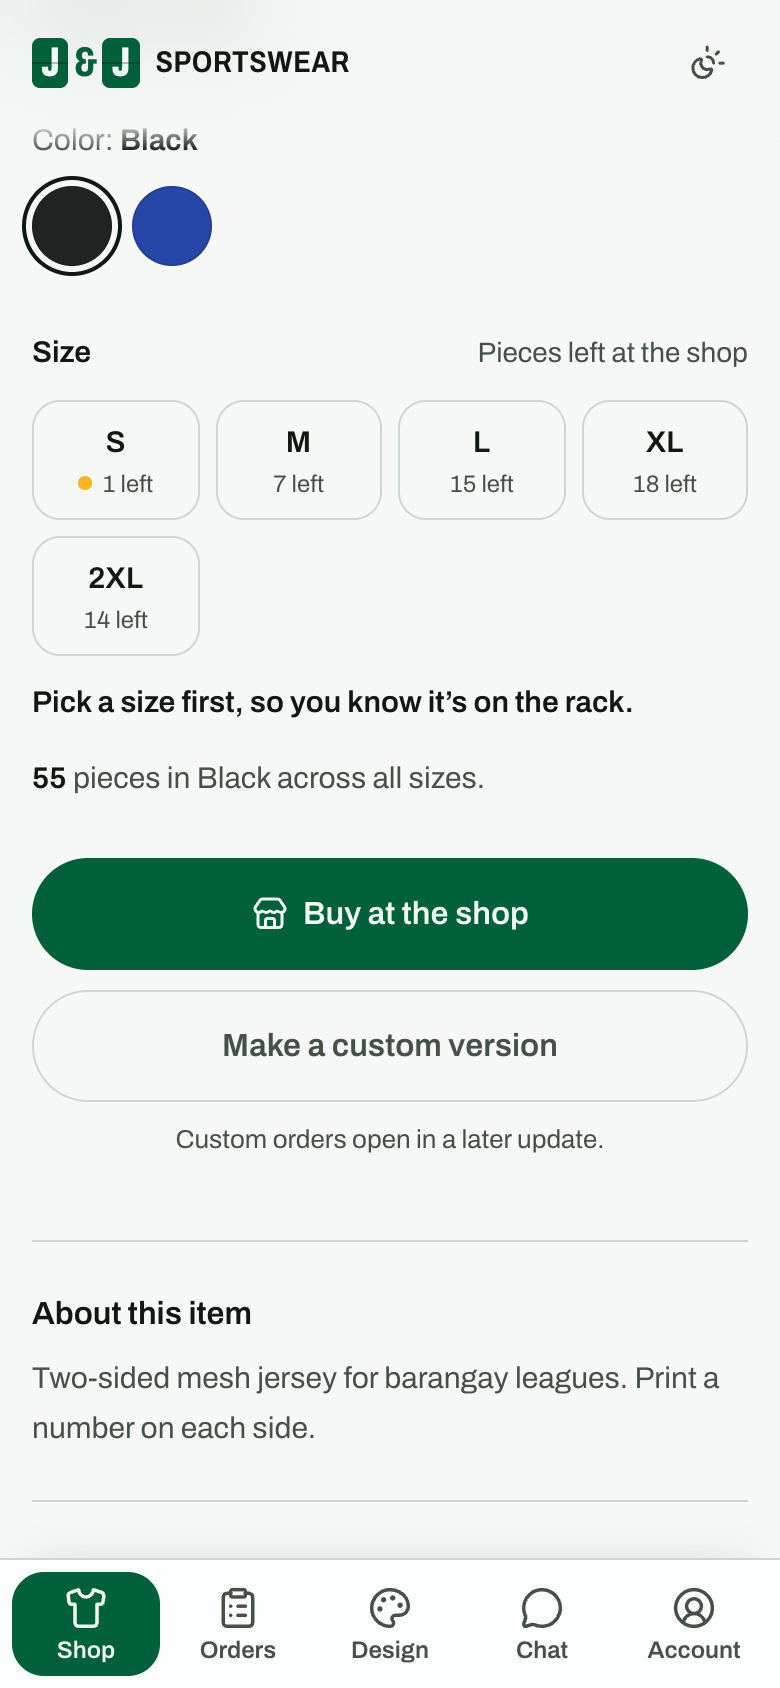 J & J SPORTSWEAR
Color: Black
Size
Pieces left at the shop
S
1 left
M
7 left
L
15 left
XL
18 left
2XL
14 left
Pick a size first, so you know it’s on the rack.
55 pieces in Black across all sizes.
Buy at the shop
Make a custom version
Custom orders open in a later update.
About this item
Two-sided mesh jersey for barangay leagues. Print a
number on each side.
Shop
Orders
Design
Chat
Account